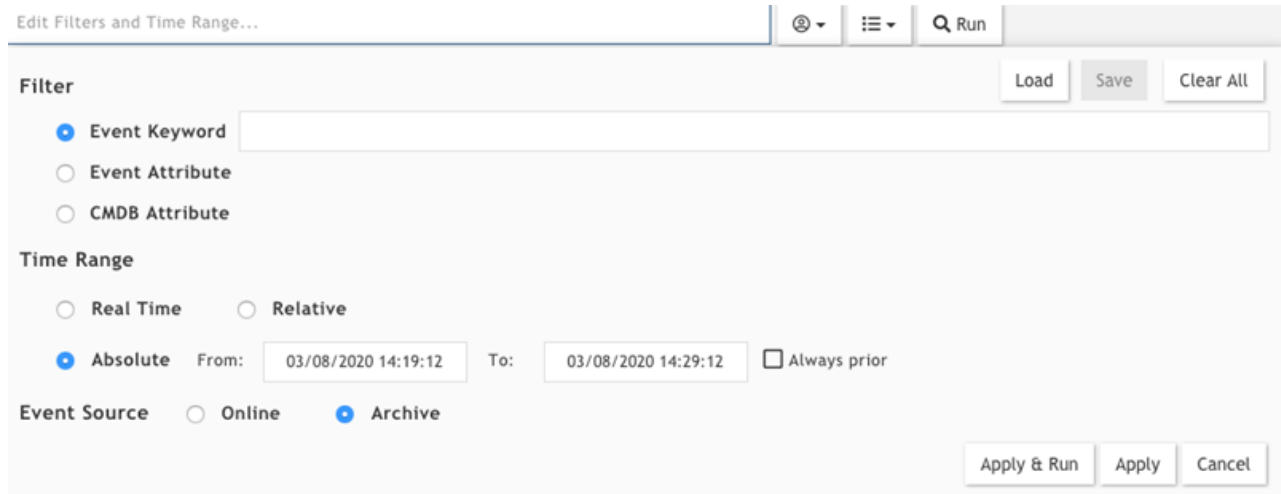 Edit Filters and Time Range...
Run
Filter
Load Save Clear All
Event Keyword
Event Attribute
CMDB Attribute
Time Range
Real Time Relative
Absolute From: 03/08/2020 14:19:12 To: 03/08/2020 14:29:12 Always prior
Event Source Online Archive
Apply & Run Apply Cancel